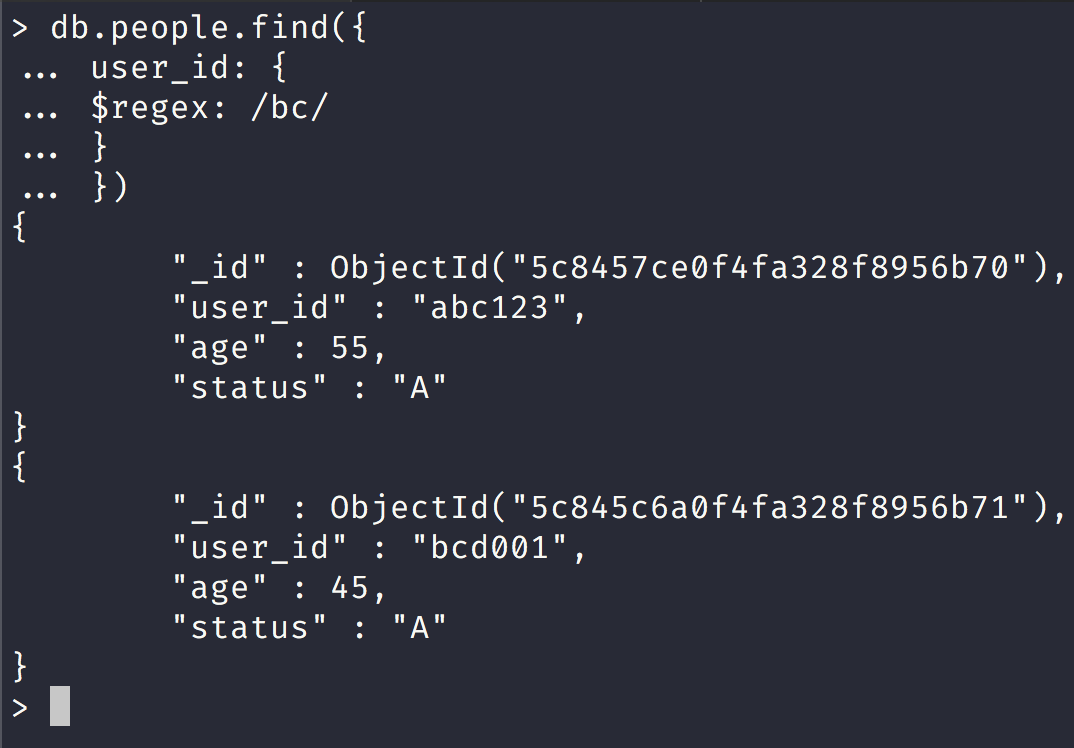 > db.people.find({
... user_id: {
... $regex: /bc/
... }
... })
{
"_id" : ObjectId("5c8457ce0f4fa328f8956b70"),
"user_id" : "abc123",
"age" : 55,
"status" : "A"
}
{
"_id" : ObjectId("5c845c6a0f4fa328f8956b71"),
"user_id" : "bcd001",
"age" : 45,
"status" : "A"
}
>